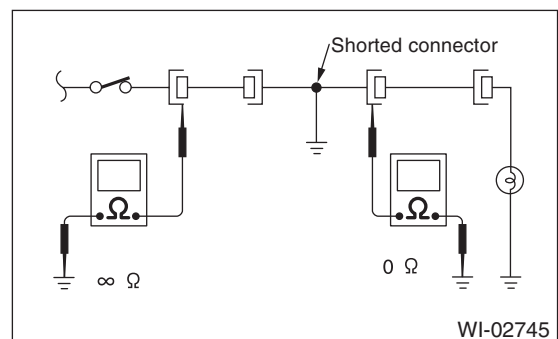 Shorted connector
Ω
Ω
∞ Ω
0 Ω
WI-02745